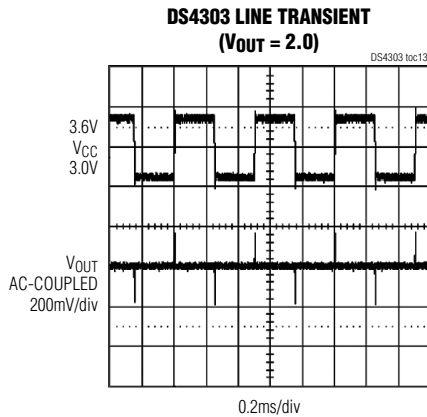 DS4303 LINE TRANSIENT
(VOUT = 2.0)
DS4303 toc13
3.6V
VCC
3.0V
VOUT
AC-COUPLED
200mV/div
0.2ms/div